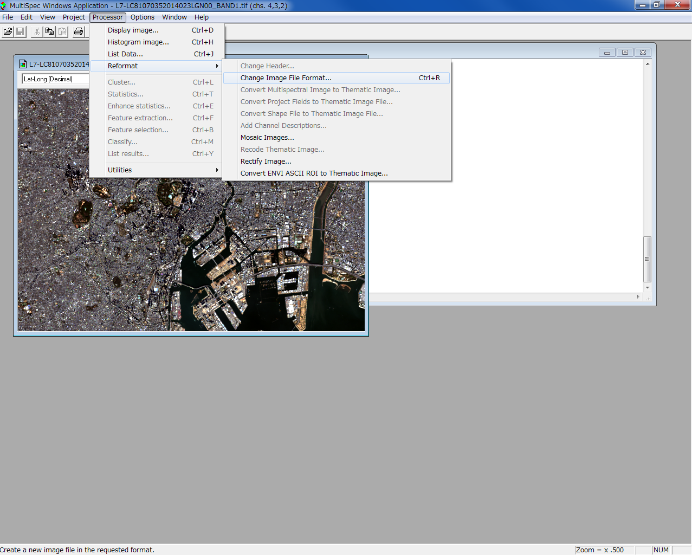 MultiSpec Windows Application - L7-LC81070352014023LGN00_BAND1.tif (chs. 4,3,2)
File Edit View Project Processor Options Window Help
Display image... Ctrl+D
Histogram image... Ctrl+H
List Data... Ctrl+J
Reformat
Cluster... Ctrl+L
Statistics... Ctrl+T
Enhance statistics... Ctrl+E
Feature extraction... Ctrl+F
Feature selection... Ctrl+B
Classify... Ctrl+M
List results... Ctrl+Y
Utilities
Change Header...
Change Image File Format... Ctrl+R
Convert Multispectral Image to Thematic Image...
Convert Project Fields to Thematic Image File...
Convert Shape File to Thematic Image File...
Add Channel Descriptions...
Mosaic Images...
Recode Thematic Image...
Rectify Image...
Convert ENVI ASCII ROI to Thematic Image...
L7-LC8107035201
Lat-Long (Decimal)
Create a new image file in the requested format.
Zoom = x .500
NUM